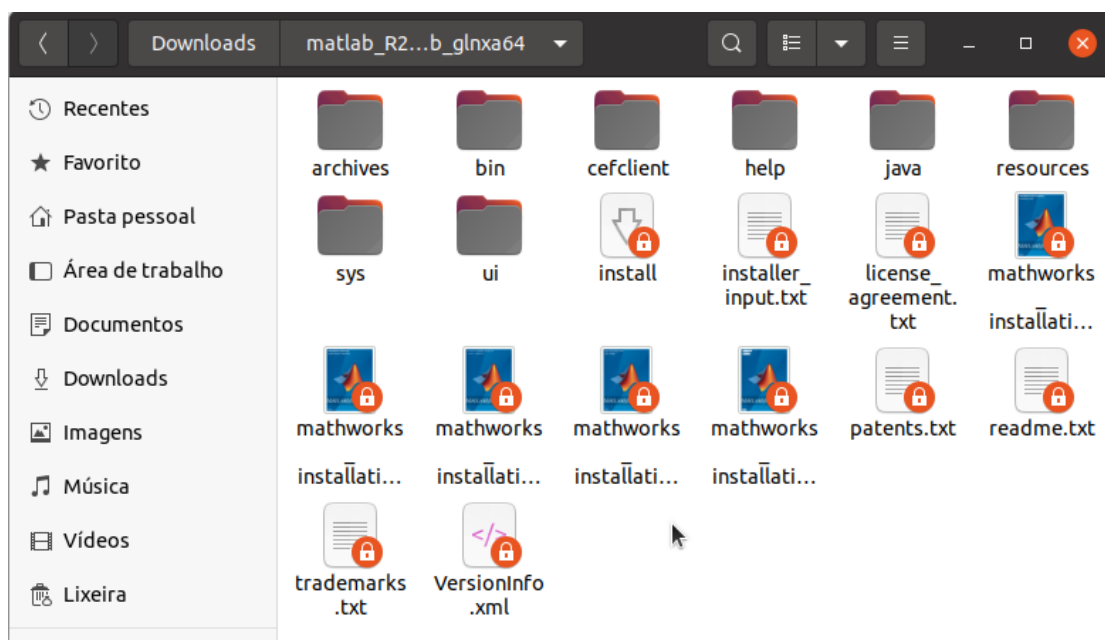 Downloads
matlab_R2...b_glnxa64
Recentes
Favorito
Pasta pessoal
Área de trabalho
Documentos
Downloads
Imagens
Música
Vídeos
Lixeira
archives
bin
cefclient
help
java
resources
sys
ui
install
installer_
input.txt
license_
agreement.
txt
mathworks
_
installati...
mathworks
_
installati...
mathworks
_
installati...
mathworks
_
installati...
mathworks
_
installati...
patents.txt
readme.txt
trademarks
.txt
VersionInfo
.xml